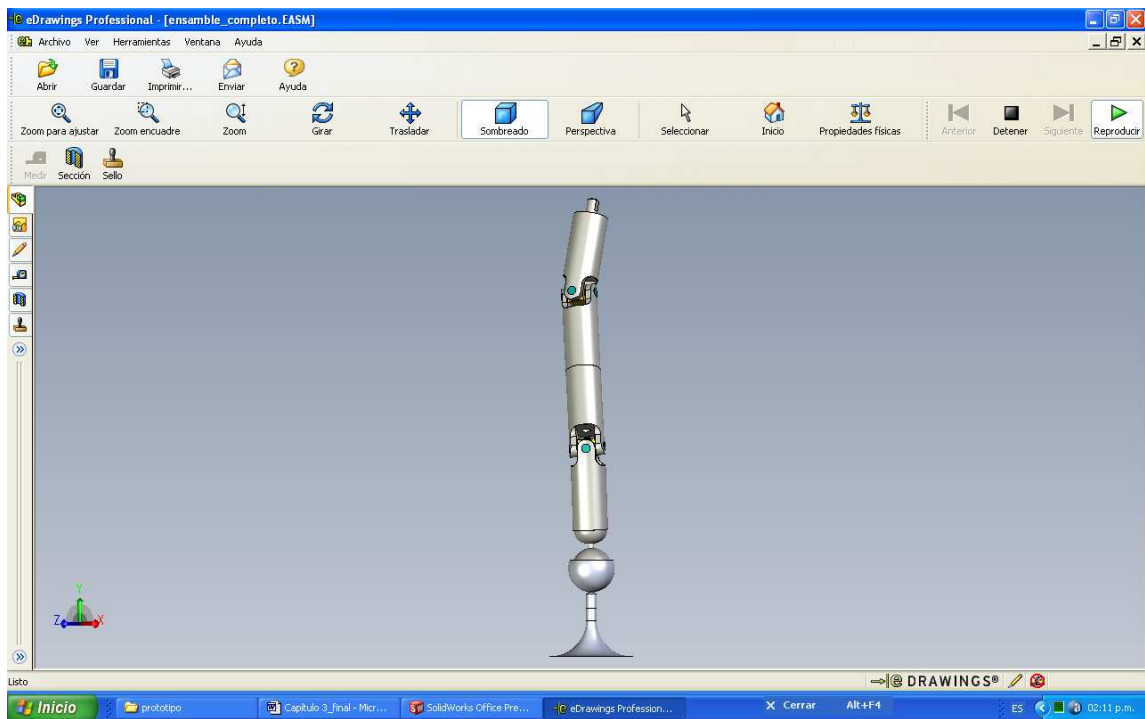 eDrawings Professional - [ensamble_completo.EASM]
Archivo Ver Herramientas Ventana Ayuda
Abrir Guardar Imprimir... Enviar Ayuda
Zoom para ajustar Zoom encuadre Zoom Girar Trasladar Sombreado Perspectiva Seleccionar Inicio Propiedades físicas Anterior Detener Siguiente Reproducir
Medir Sección Sello
Y
Z X
Listo
eDRAWINGS®
Inicio prototipo Capitulo 3_final - Micr... SolidWorks Office Pre... eDrawings Profession... X Cerrar Alt+F4 ES 02:11 p.m.